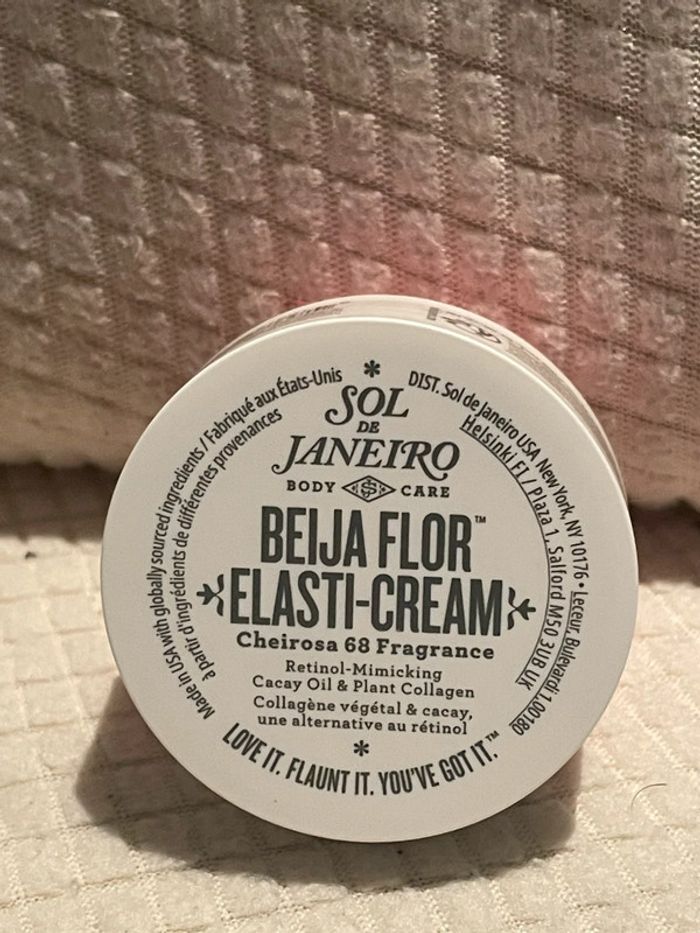 SOL
DE
JANEIRO
BODY CARE
BEIJA FLOR™
ELASTI-CREAM
Cheirosa 68 Fragrance
Retinol-Mimicking
Cacay Oil & Plant Collagen
Collagène végétal & cacay,
une alternative au rétinol
LOVE IT. FLAUNT IT. YOU'VE GOT IT.™
Made in USA with globally sourced ingredients / Fabriqué aux États-Unis
à partir d'ingrédients de différentes provenances
DIST. Sol de Janeiro USA New York, NY 10176 • Leceur, Bulevardi 1, 00180
Helsinki FI / Plaza 1, Salford M50 3UB UK